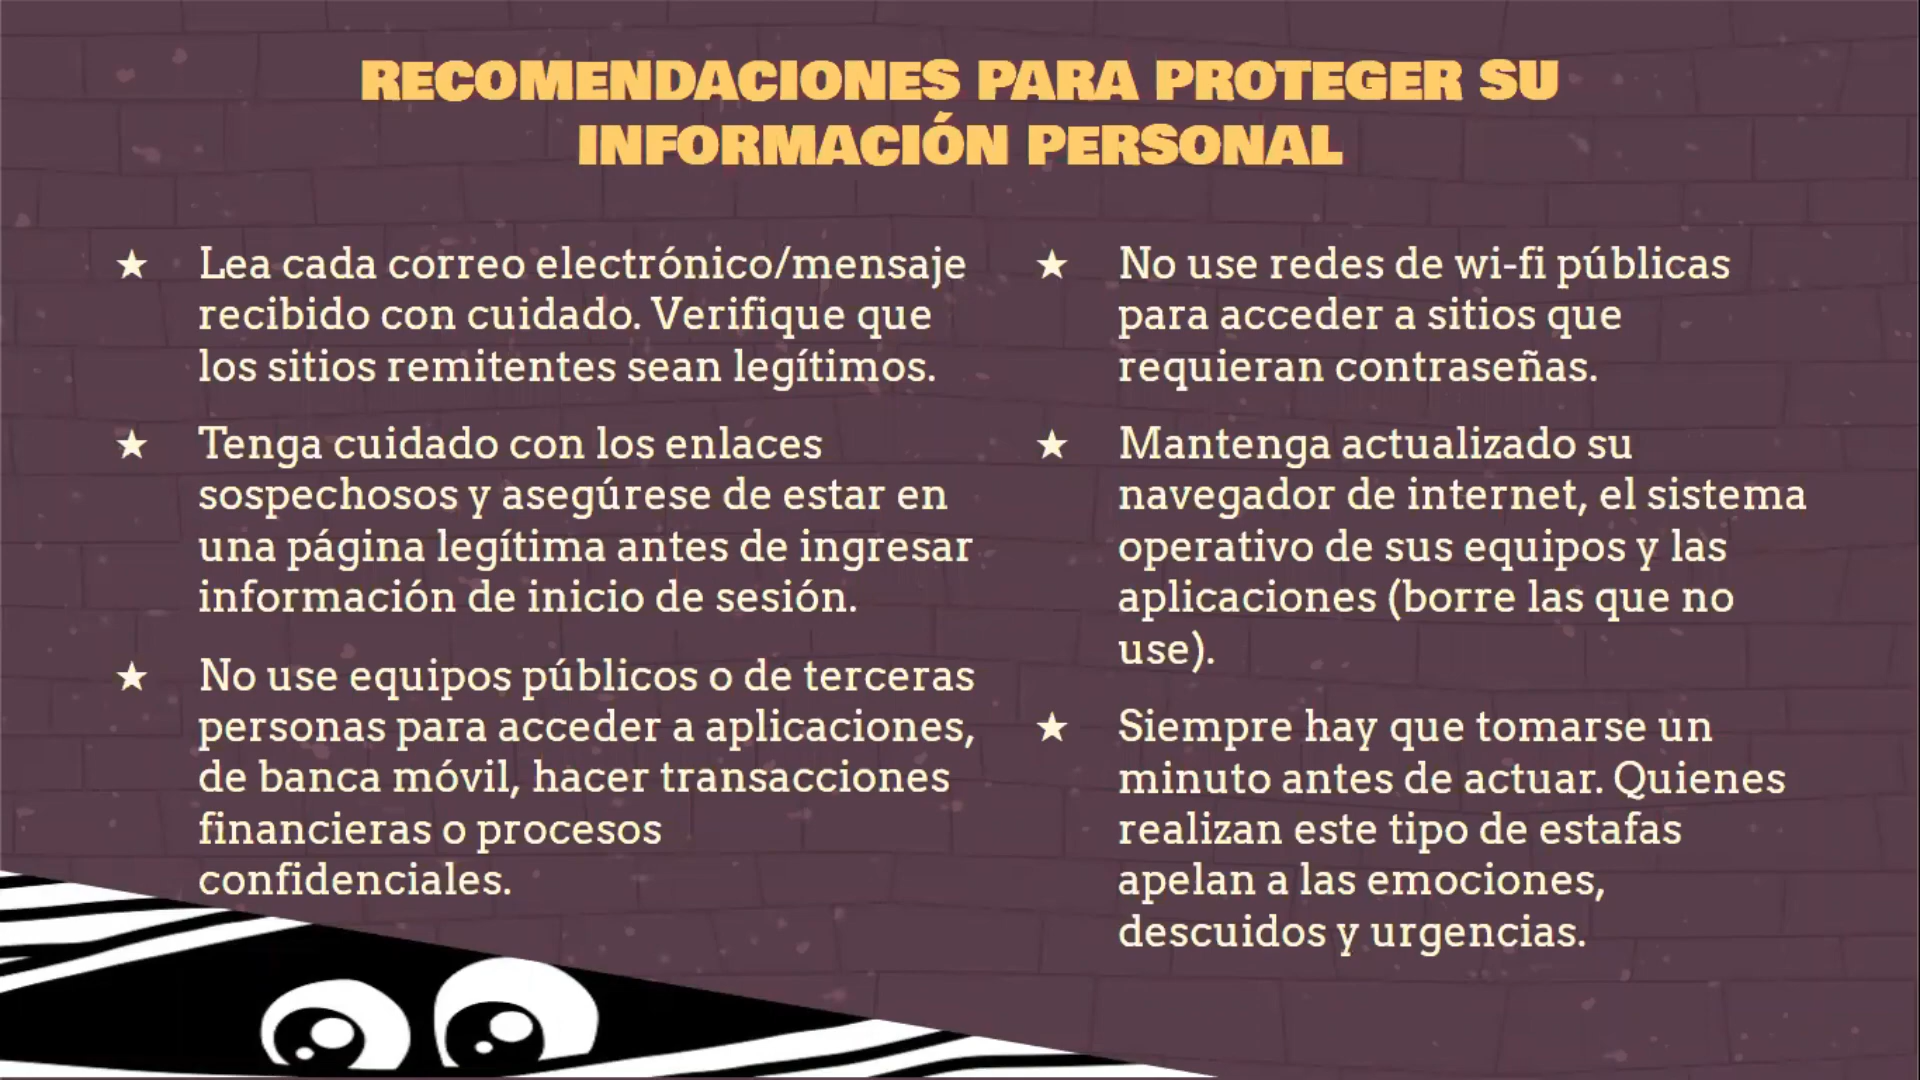 RECOMENDACIONES PARA PROTEGER SU
INFORMACIÓN PERSONAL
★ Lea cada correo electrónico/mensaje
recibido con cuidado. Verifique que
los sitios remitentes sean legítimos.
★ Tenga cuidado con los enlaces
sospechosos y asegúrese de estar en
una página legítima antes de ingresar
información de inicio de sesión.
★ No use equipos públicos o de terceras
personas para acceder a aplicaciones,
de banca móvil, hacer transacciones
financieras o procesos
confidenciales.
★ No use redes de wi-fi públicas
para acceder a sitios que
requieran contraseñas.
★ Mantenga actualizado su
navegador de internet, el sistema
operativo de sus equipos y las
aplicaciones (borre las que no
use).
★ Siempre hay que tomarse un
minuto antes de actuar. Quienes
realizan este tipo de estafas
apelan a las emociones,
descuidos y urgencias.